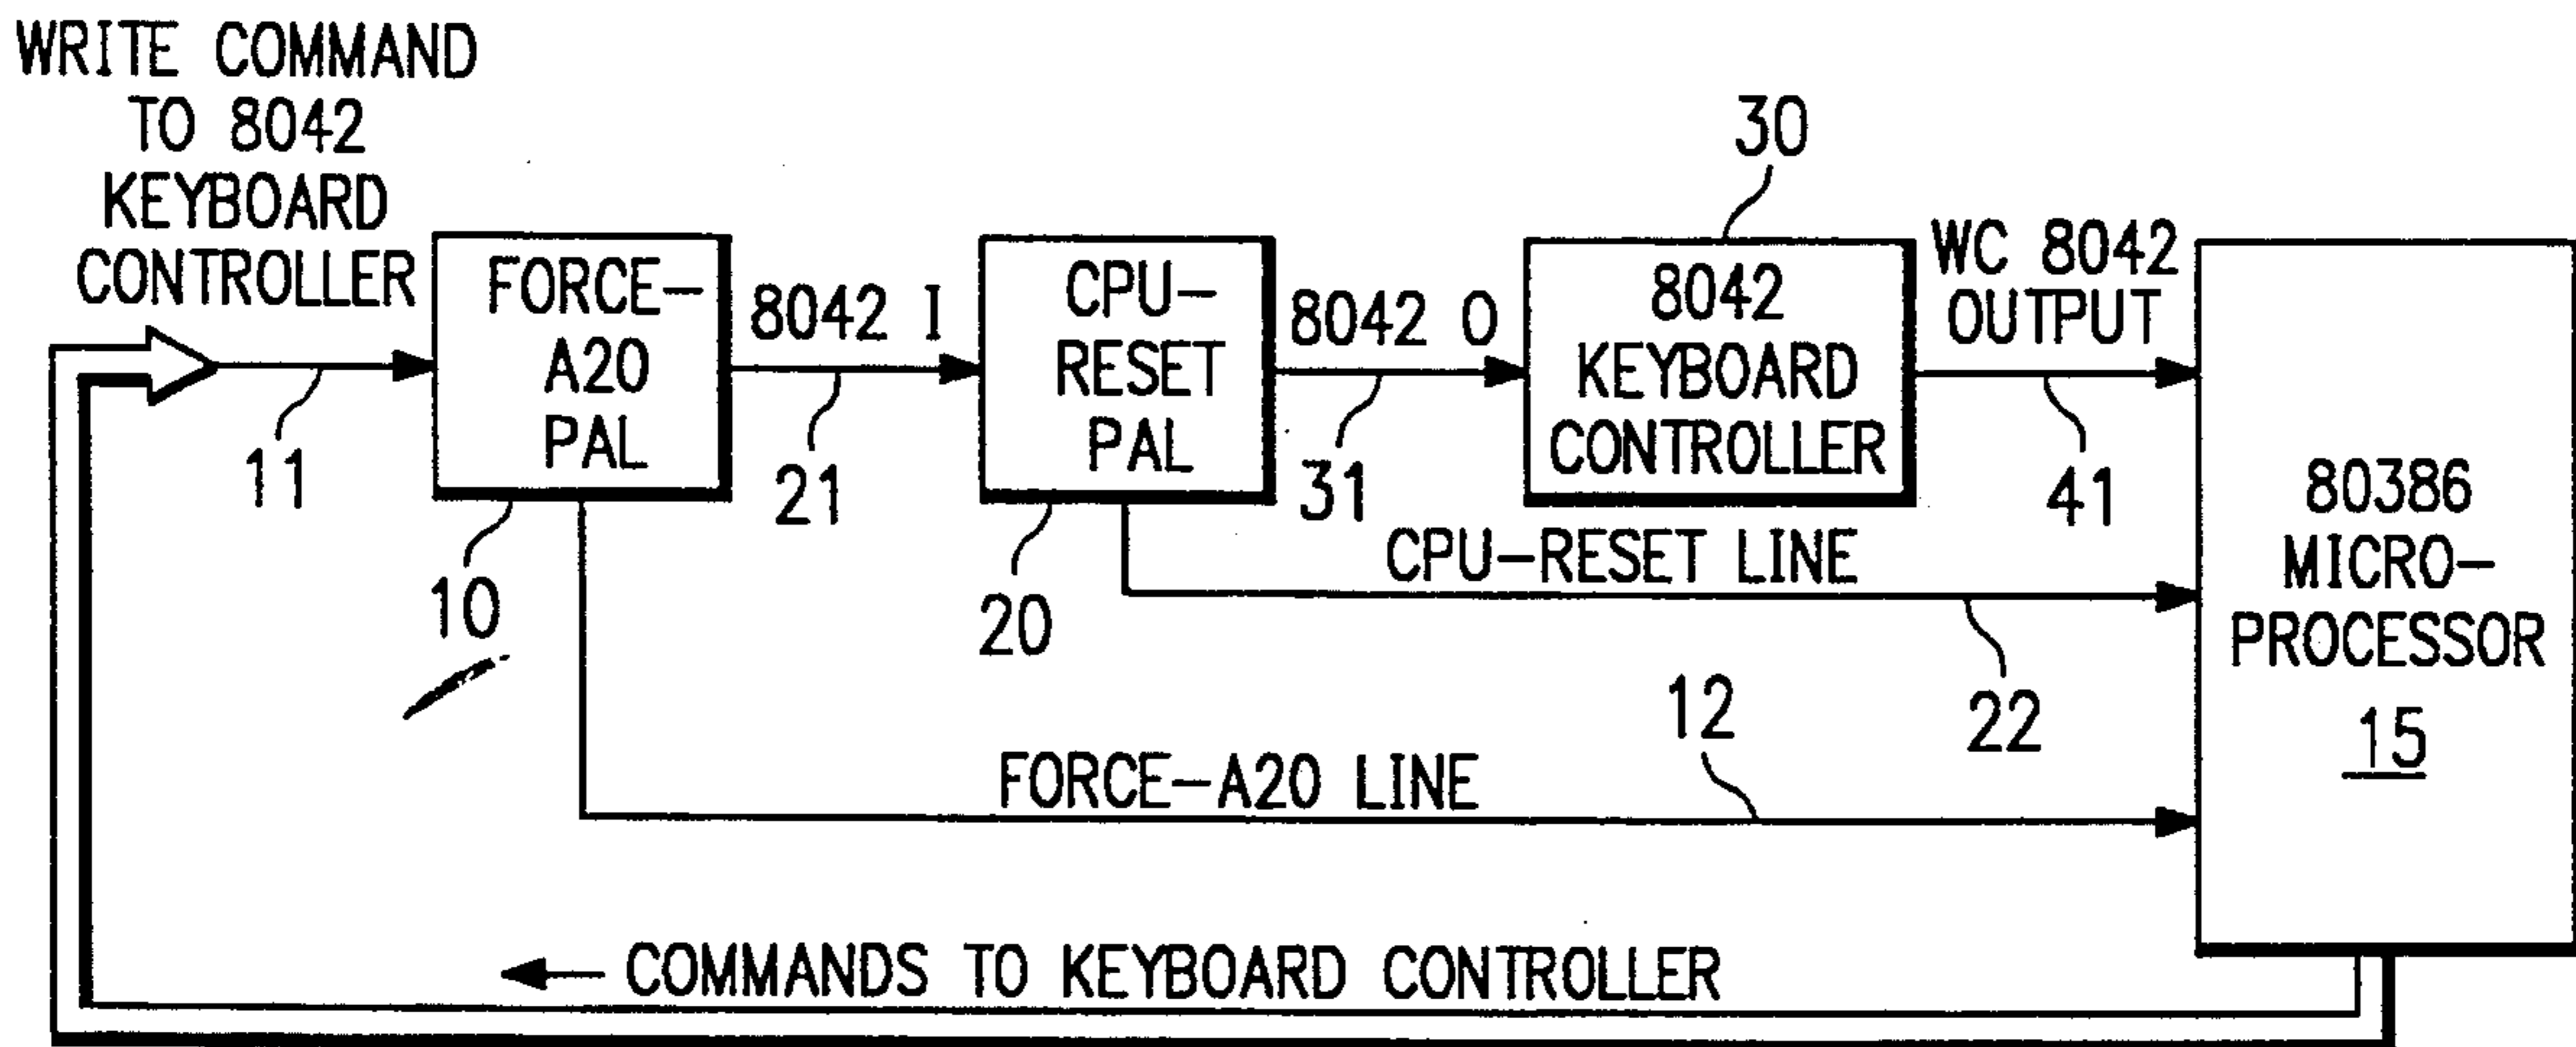 WRITE COMMAND
TO 8042
KEYBOARD
CONTROLLER
11
FORCE-
A20
PAL
10
8042 I
21
CPU-
RESET
PAL
20
8042 O
31
30
8042
KEYBOARD
CONTROLLER
WC 8042
OUTPUT
41
CPU-RESET LINE
22
FORCE-A20 LINE
12
80386
MICRO-
PROCESSOR
15
COMMANDS TO KEYBOARD CONTROLLER